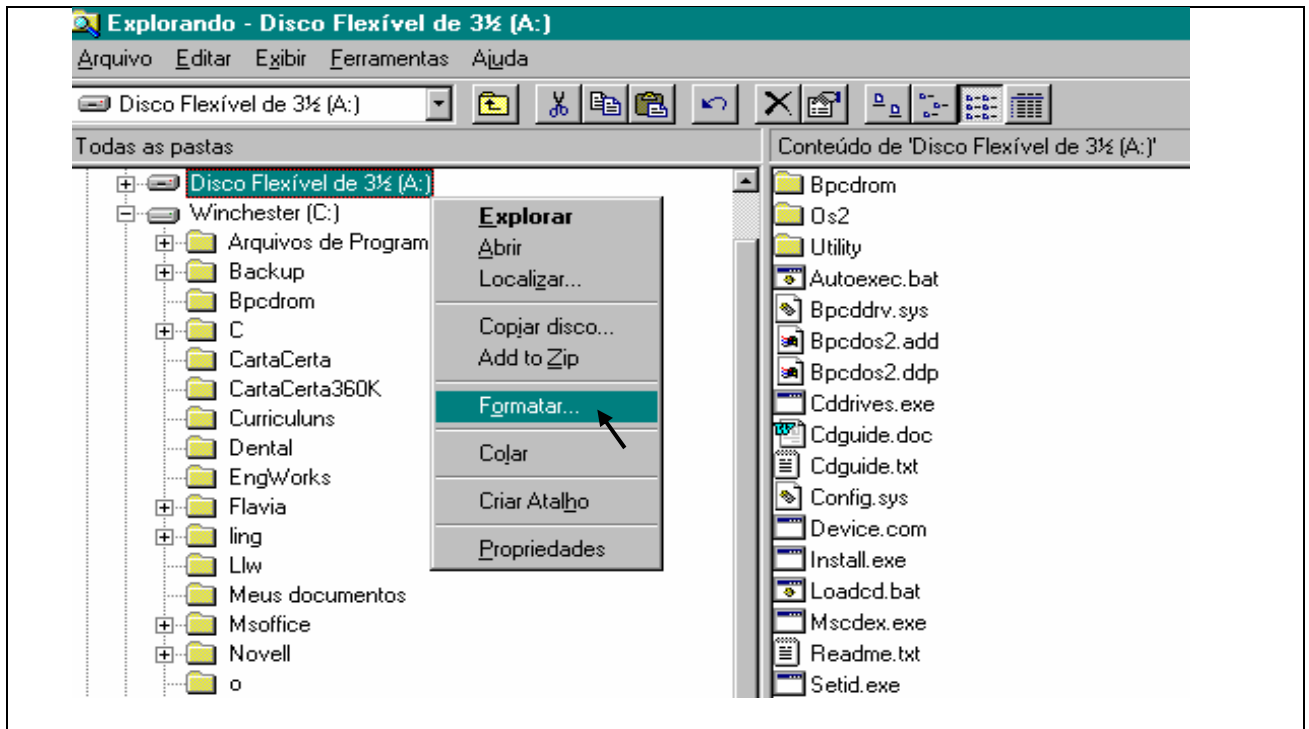 Explorando - Disco Flexível de 3½ (A:)
Arquivo Editar Exibir Ferramentas Ajuda
Disco Flexível de 3½ (A:)
Todas as pastas
Disco Flexível de 3½ (A:)
Winchester (C:)
Arquivos de Program
Backup
Bpcdrom
C
CartaCerta
CartaCerta360K
Curriculuns
Dental
EngWorks
Flavia
ling
Llw
Meus documentos
Msoffice
Novell
o
Explorar
Abrir
Localizar...
Copiar disco...
Add to Zip
Formatar...
Colar
Criar Atalho
Propriedades
Conteúdo de 'Disco Flexível de 3½ (A:)'
Bpcdrom
Os2
Utility
Autoexec.bat
Bpcddrv.sys
Bpcdos2.add
Bpcdos2.ddp
Cddrives.exe
Cdguide.doc
Cdguide.txt
Config.sys
Device.com
Install.exe
Loadcd.bat
Mscdex.exe
Readme.txt
Setid.exe